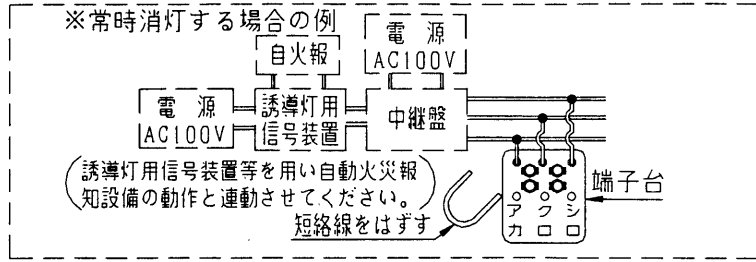 ※常時消灯する場合の例
自火報
電源
AC100V
電源
AC100V
誘導灯用
信号装置
中継盤
(誘導灯用信号装置等を用い自動火災報
知設備の動作と連動させてください。)
短絡線をはずす
端子台
アカ
クロ
シロ